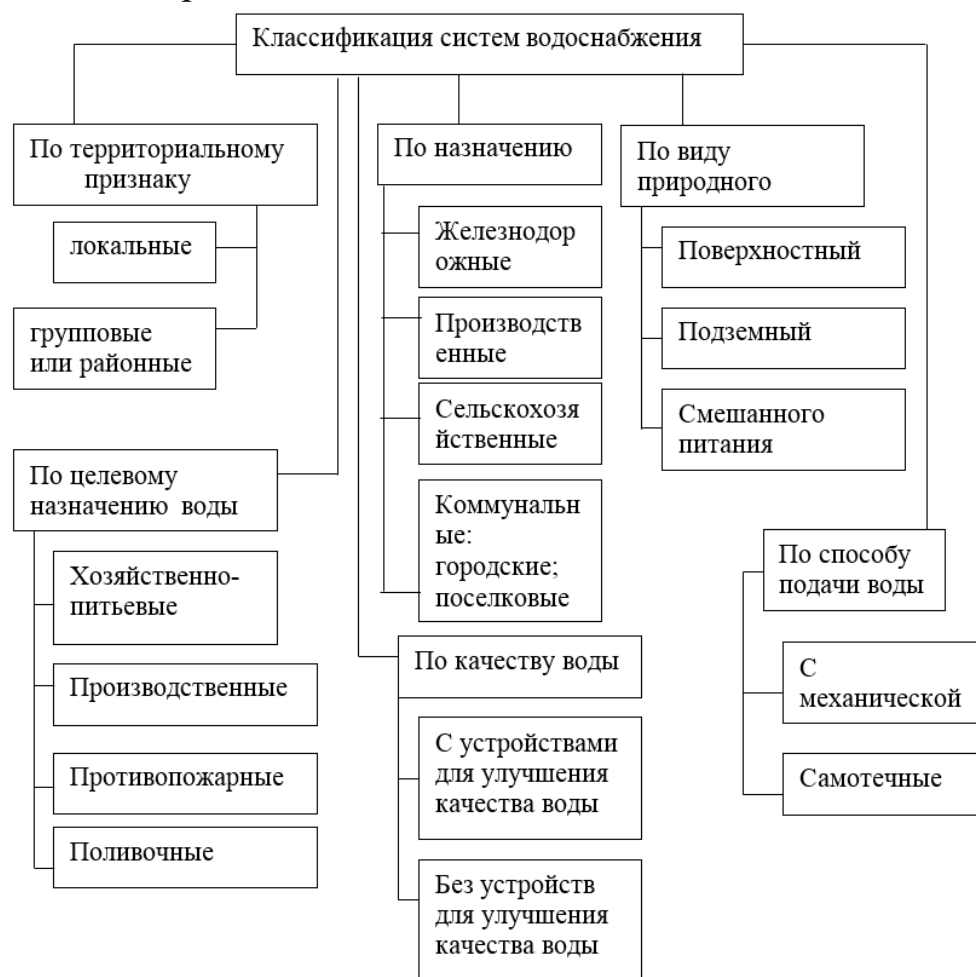 Классификация систем водоснабжения
По территориальному
признаку
локальные
групповые
или районные
По назначению
Железнодор
ожные
Производств
енные
Сельскохозя
йственные
Коммунальн
ые:
городские;
поселковые
По виду
природного
Поверхностный
Подземный
Смешанного
питания
По целевому
назначению воды
Хозяйственно-
питьевые
Производственные
Противопожарные
Поливочные
По качеству воды
С устройствами
для улучшения
качества воды
Без устройств
для улучшения
качества воды
По способу
подачи воды
С
механической
Самотечные